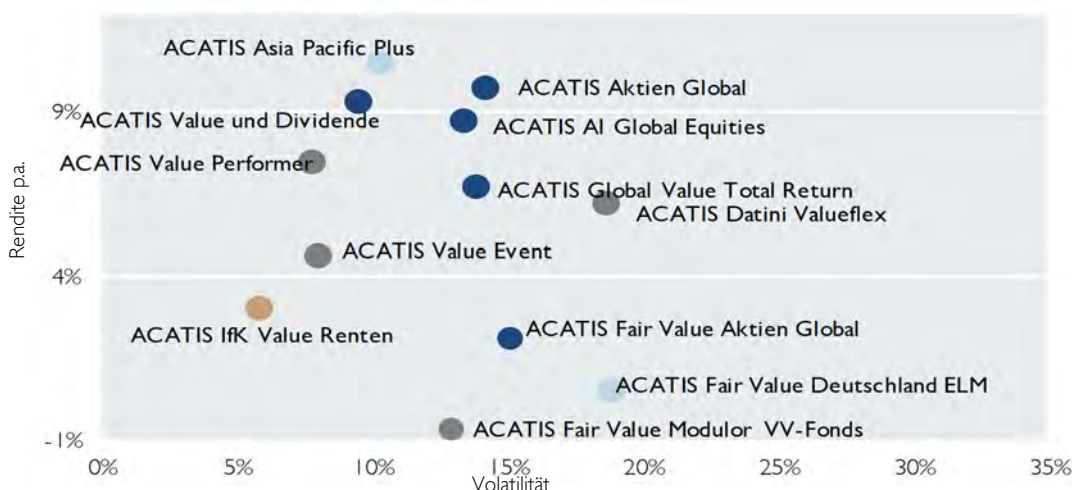 ACATIS Asia Pacific Plus
ACATIS Aktien Global
9%
ACATIS Value und Dividende
ACATIS AI Global Equities
ACATIS Value Performer
ACATIS Global Value Total Return
ACATIS Datini Valueflex
Rendite p.a.
ACATIS Value Event
4%
ACATIS IfK Value Renten
ACATIS Fair Value Aktien Global
ACATIS Fair Value Deutschland ELM
-1%
ACATIS Fair Value Modulor VV-Fonds
0% 5% 10% 15% 20% 25% 30% 35%
Volatilität